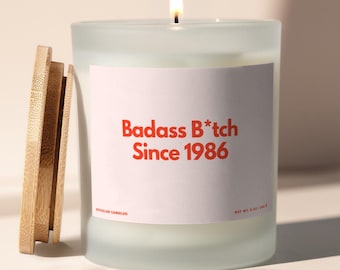 Badass B*tch
Since 1986